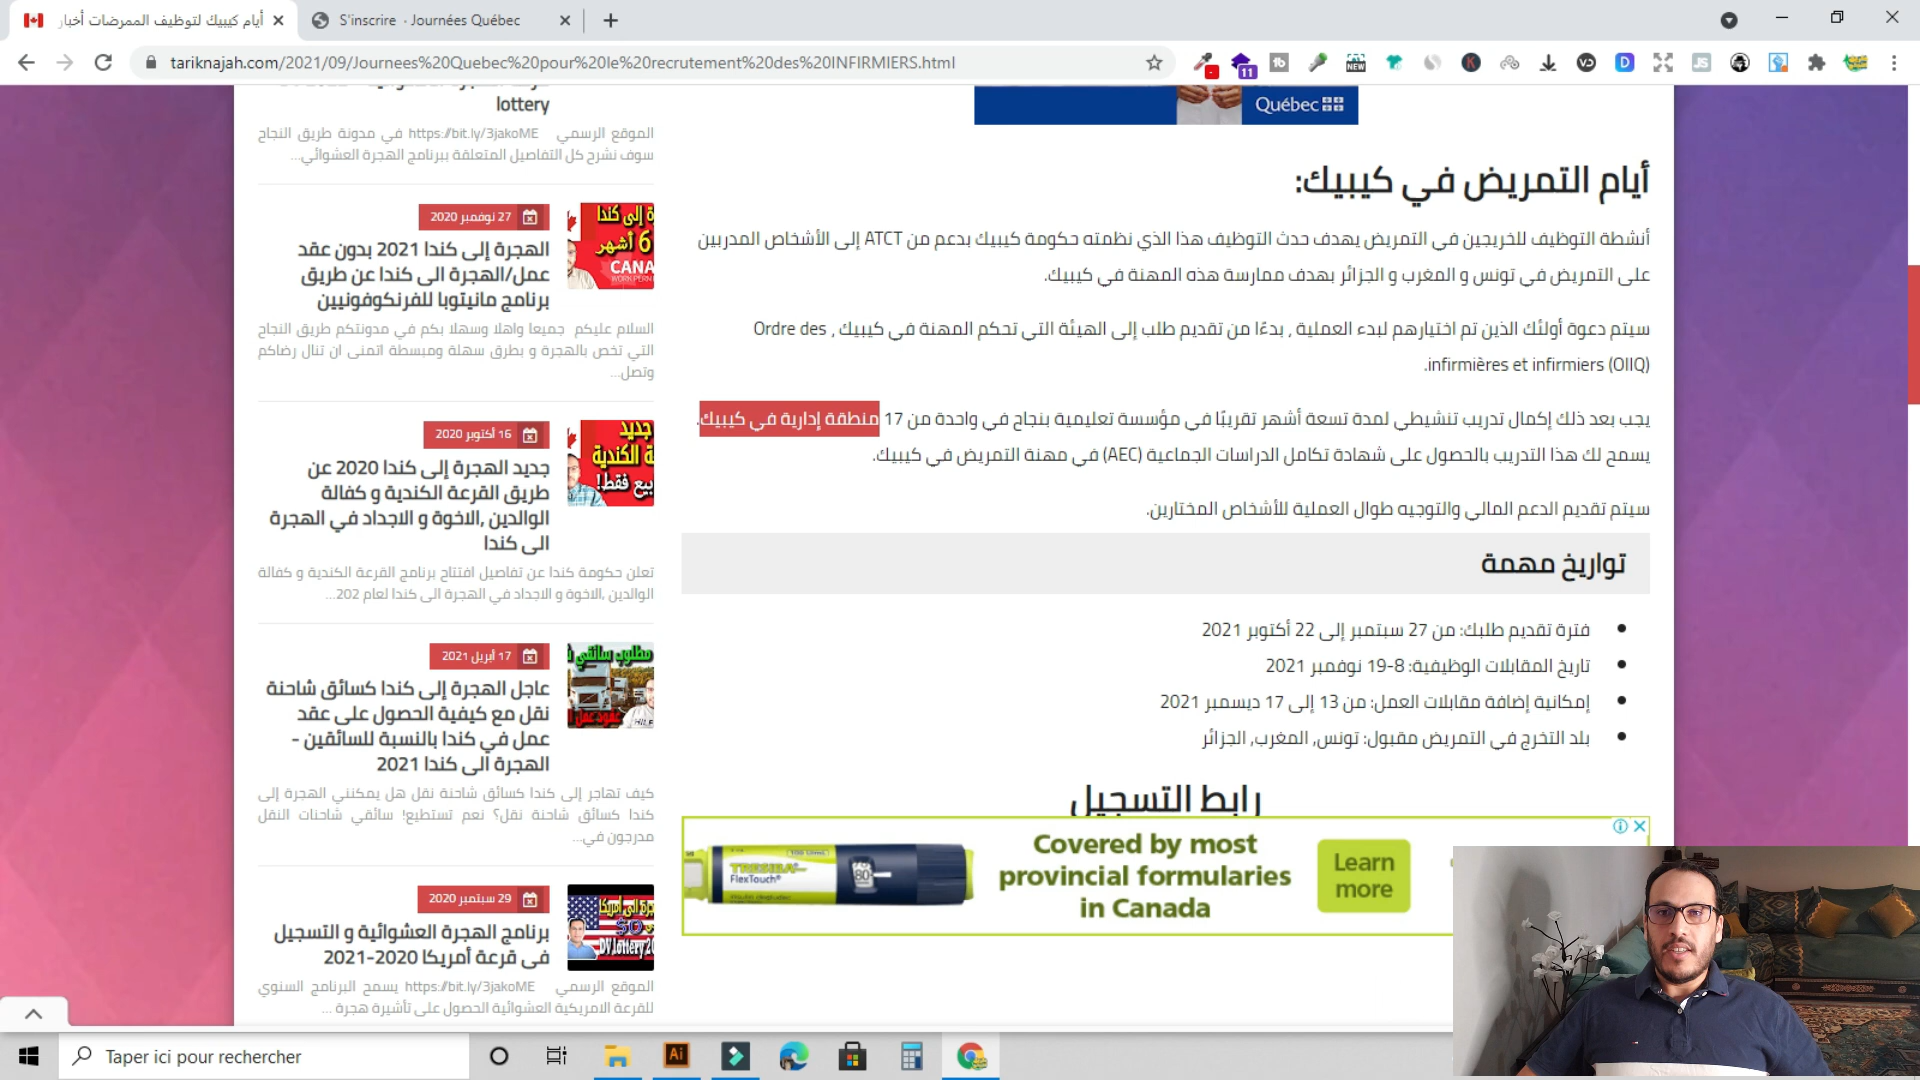 أيام كيبيك لتوظيف الممرضات أخبار
S'inscrire · Journées Québec
tariknajah.com/2021/09/Journees%20Quebec%20pour%20le%20recrutement%20des%20INFIRMIERS.html
11
NEW
Québec
أيام التمريض في كيبيك:
أنشطة التوظيف للخريجين في التمريض يهدف حدث التوظيف هذا الذي نظمته حكومة كيبيك بدعم من ATCT إلى الأشخاص المدربين
على التمريض في تونس و المغرب و الجزائر بهدف ممارسة هذه المهنة في كيبيك.
سيتم دعوة أولئك الذين تم اختيارهم لبدء العملية , بدءًا من تقديم طلب إلى الهيئة التي تحكم المهنة في كيبيك , Ordre des
infirmières et infirmiers (OIIQ).
يجب بعد ذلك إكمال تدريب تنشيطي لمدة تسعة أشهر تقريبًا في مؤسسة تعليمية بنجاح في واحدة من 17 منطقة إدارية في كيبيك.
يسمح لك هذا التدريب بالحصول على شهادة تكامل الدراسات الجماعية (AEC) في مهنة التمريض في كيبيك.
سيتم تقديم الدعم المالي والتوجيه طوال العملية للأشخاص المختارين.
تواريخ مهمة
فترة تقديم طلبك: من 27 سبتمبر إلى 22 أكتوبر 2021
تاريخ المقابلات الوظيفية: 8-19 نوفمبر 2021
إمكانية إضافة مقابلات العمل: من 13 إلى 17 ديسمبر 2021
بلد التخرج في التمريض مقبول: تونس, المغرب, الجزائر
رابط التسجيل
TRESIBA
FlexTouch®
80
Covered by most
provincial formularies
in Canada
Learn
more
lottery
الموقع الرسمي https://bit.ly/3jakoME في مدونة طريق النجاح
سوف نشرح كل التفاصيل المتعلقة ببرنامج الهجرة العشوائي...
27 نوفمبر 2020
الهجرة إلى كندا 2021 بدون عقد
عمل/الهجرة الى كندا عن طريق
برنامج مانيتوبا للفرنكوفونيين
السلام عليكم جميعا واهلا وسهلا بكم في مدونتكم طريق النجاح
التي تخص بالهجرة و بطرق سهلة ومبسطة اتمنى ان تنال رضاكم
وتصل...
16 أكتوبر 2020
جديد الهجرة إلى كندا 2020 عن
طريق القرعة الكندية و كفالة
الوالدين ,الاخوة و الاجداد في الهجرة
الى كندا
تعلن حكومة كندا عن تفاصيل افتتاح برنامج القرعة الكندية و كفالة
الوالدين ,الاخوة و الاجداد في الهجرة الى كندا لعام 202...
17 أبريل 2021
عاجل الهجرة إلى كندا كسائق شاحنة
نقل مع كيفية الحصول على عقد
عمل في كندا بالنسبة للسائقين -
الهجرة الى كندا 2021
كيف تهاجر إلى كندا كسائق شاحنة نقل هل يمكنني الهجرة إلى
كندا كسائق شاحنة نقل؟ نعم تستطيع! سائقي شاحنات النقل
مدرجون في...
29 سبتمبر 2020
برنامج الهجرة العشوائية و التسجيل
في قرعة أمريكا 2020-2021
الموقع الرسمي https://bit.ly/3jakoME يسمح البرنامج السنوي
للقرعة الامريكية العشوائية الحصول على تأشيرة هجرة ...
Taper ici pour rechercher
Ai